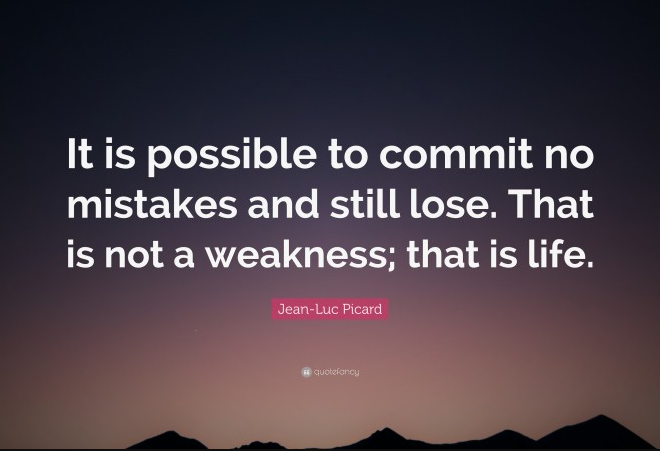 It is possible to commit no
mistakes and still lose. That
is not a weakness; that is life.
Jean-Luc Picard
quotefancy